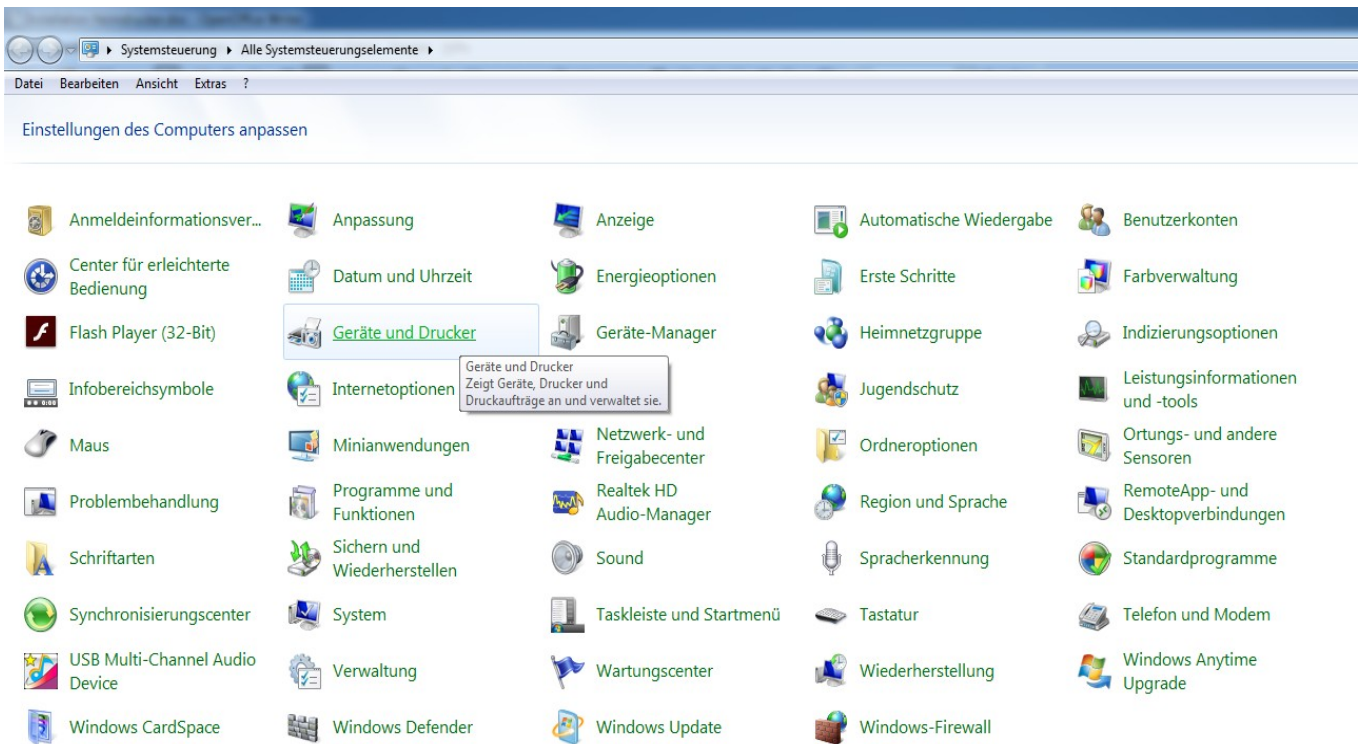 Systemsteuerung ▸ Alle Systemsteuerungselemente ▸
Datei Bearbeiten Ansicht Extras ?
Einstellungen des Computers anpassen
Anmeldeinformationsver...
Anpassung
Anzeige
Automatische Wiedergabe
Benutzerkonten
Center für erleichterte
Bedienung
Datum und Uhrzeit
Energieoptionen
Erste Schritte
Farbverwaltung
Flash Player (32-Bit)
Geräte und Drucker
Geräte-Manager
Heimnetzgruppe
Indizierungsoptionen
Geräte und Drucker
Zeigt Geräte, Drucker und
Druckaufträge an und verwaltet sie.
Infobereichsymbole
Internetoptionen
Jugendschutz
Leistungsinformationen
und -tools
Maus
Minianwendungen
Netzwerk- und
Freigabecenter
Ordneroptionen
Ortungs- und andere
Sensoren
Problembehandlung
Programme und
Funktionen
Realtek HD
Audio-Manager
Region und Sprache
RemoteApp- und
Desktopverbindungen
Schriftarten
Sichern und
Wiederherstellen
Sound
Spracherkennung
Standardprogramme
Synchronisierungscenter
System
Taskleiste und Startmenü
Tastatur
Telefon und Modem
USB Multi-Channel Audio
Device
Verwaltung
Wartungscenter
Wiederherstellung
Windows Anytime
Upgrade
Windows CardSpace
Windows Defender
Windows Update
Windows-Firewall